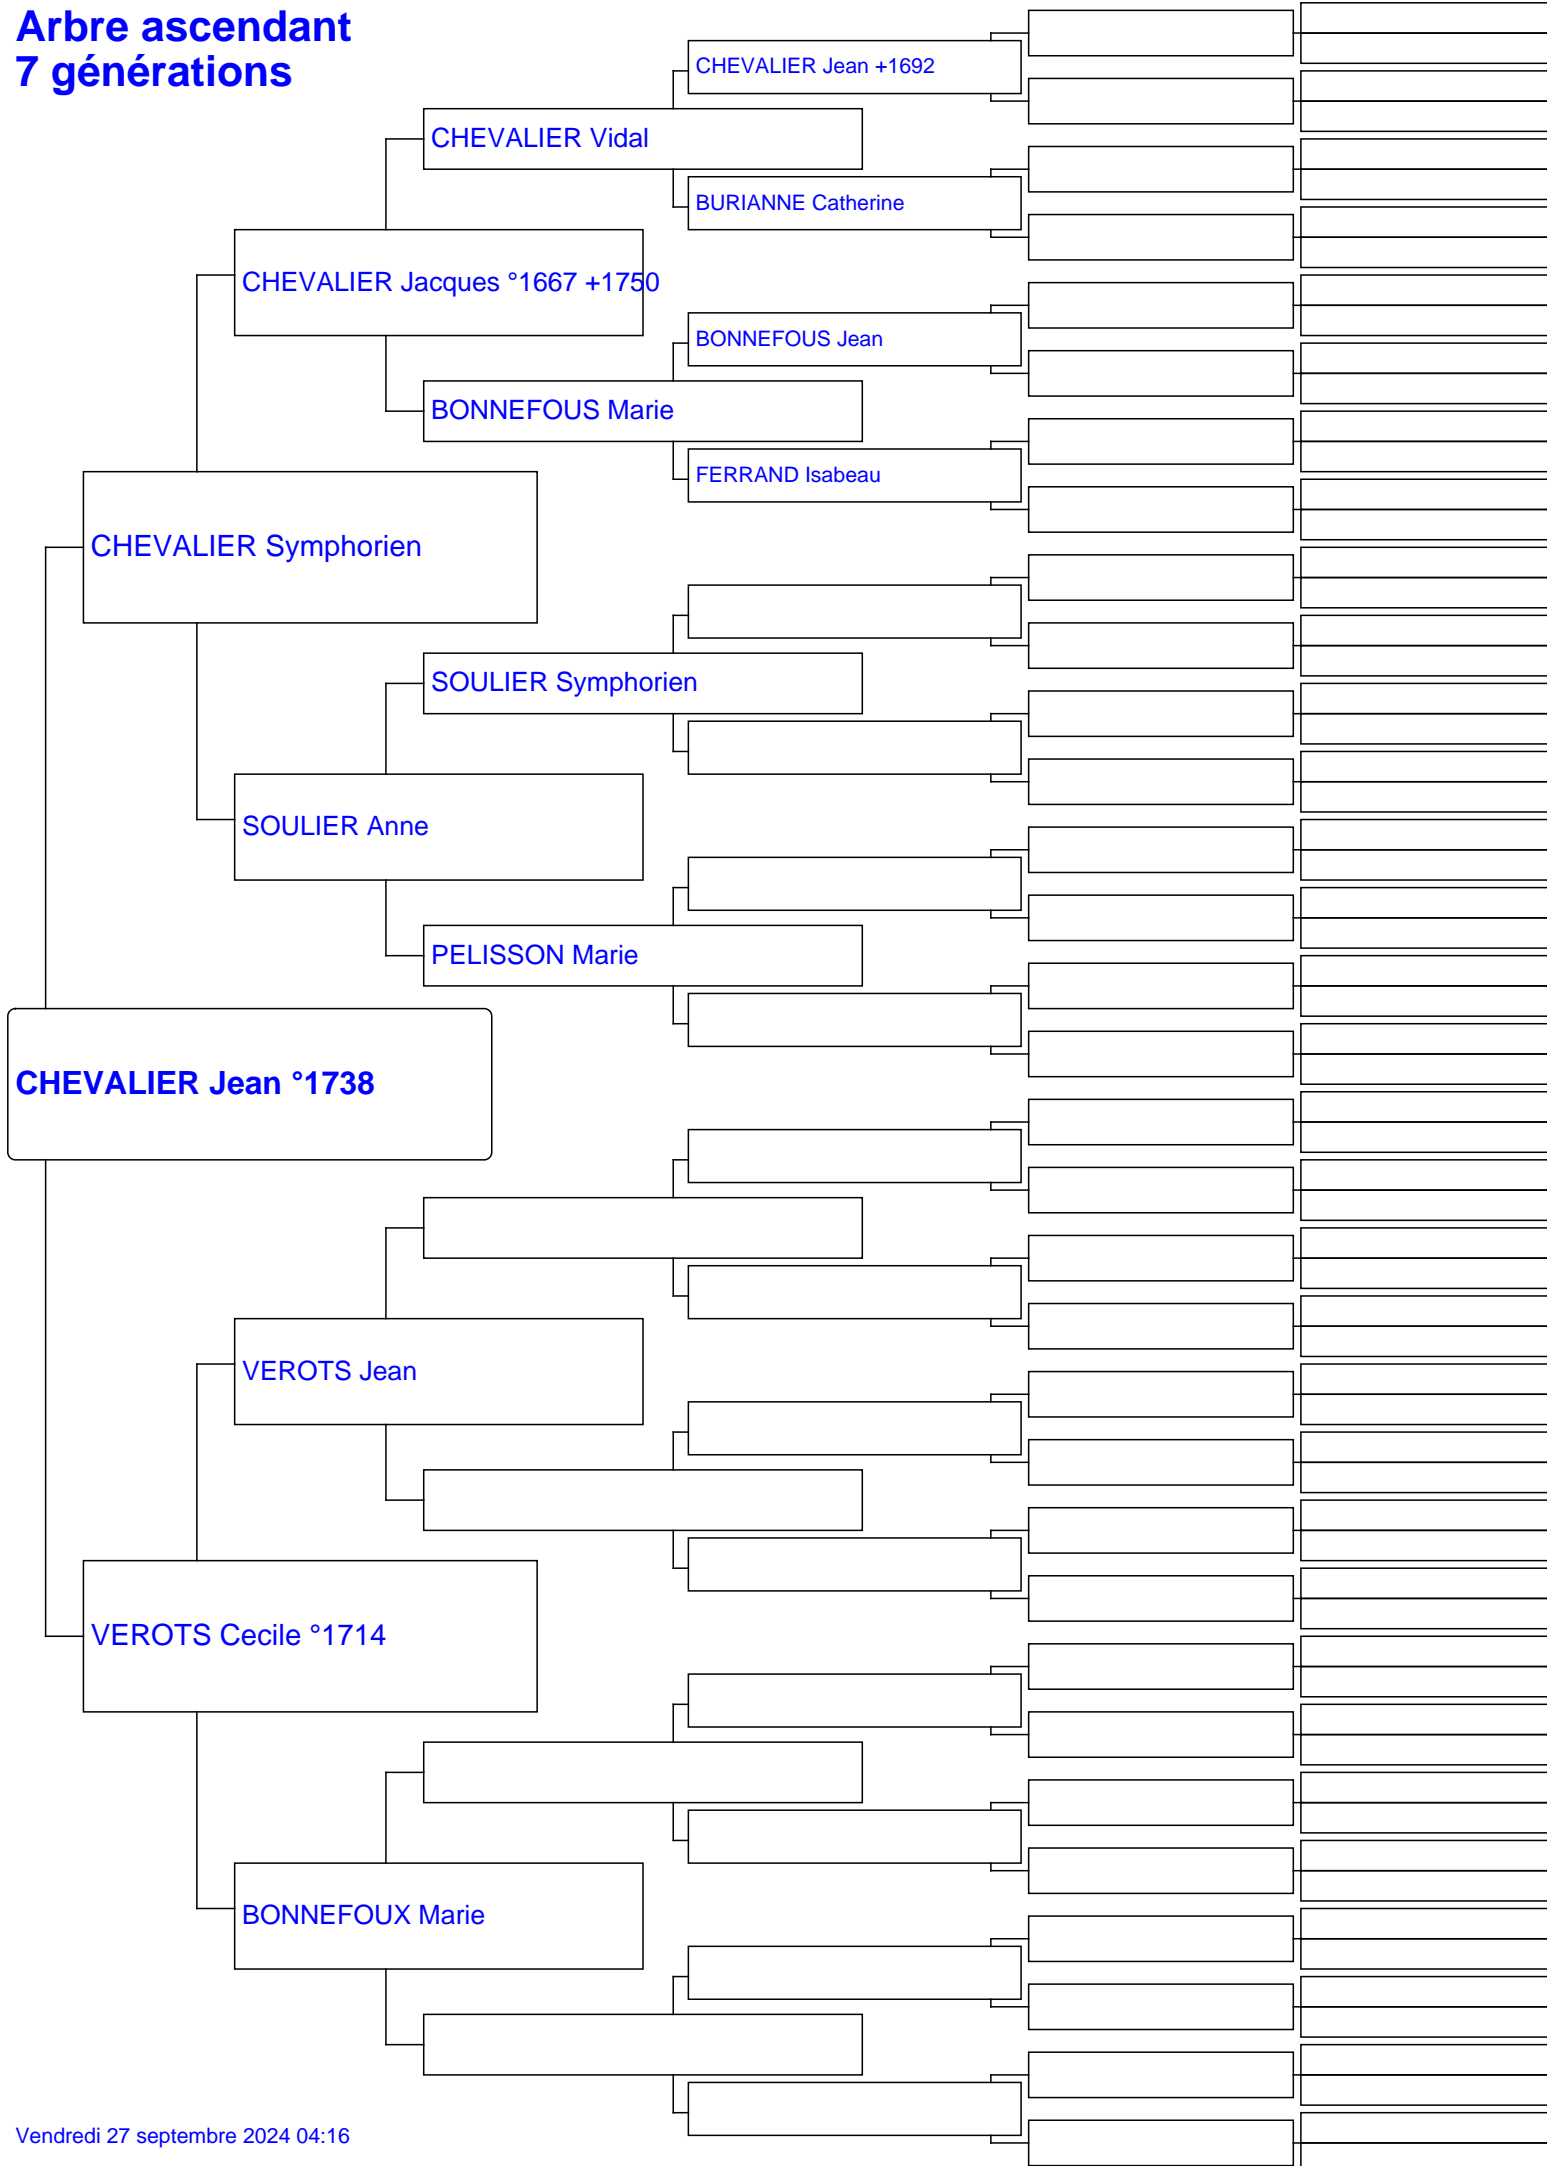 Arbre ascendant
7 générations
CHEVALIER Jean +1692
CHEVALIER Vidal
BURIANNE Catherine
CHEVALIER Jacques °1667 +1750
BONNEFOUS Jean
BONNEFOUS Marie
FERRAND Isabeau
CHEVALIER Symphorien
SOULIER Symphorien
SOULIER Anne
PELISSON Marie
CHEVALIER Jean °1738
VEROTS Jean
VEROTS Cecile °1714
BONNEFOUX Marie
Vendredi 27 septembre 2024 04:16